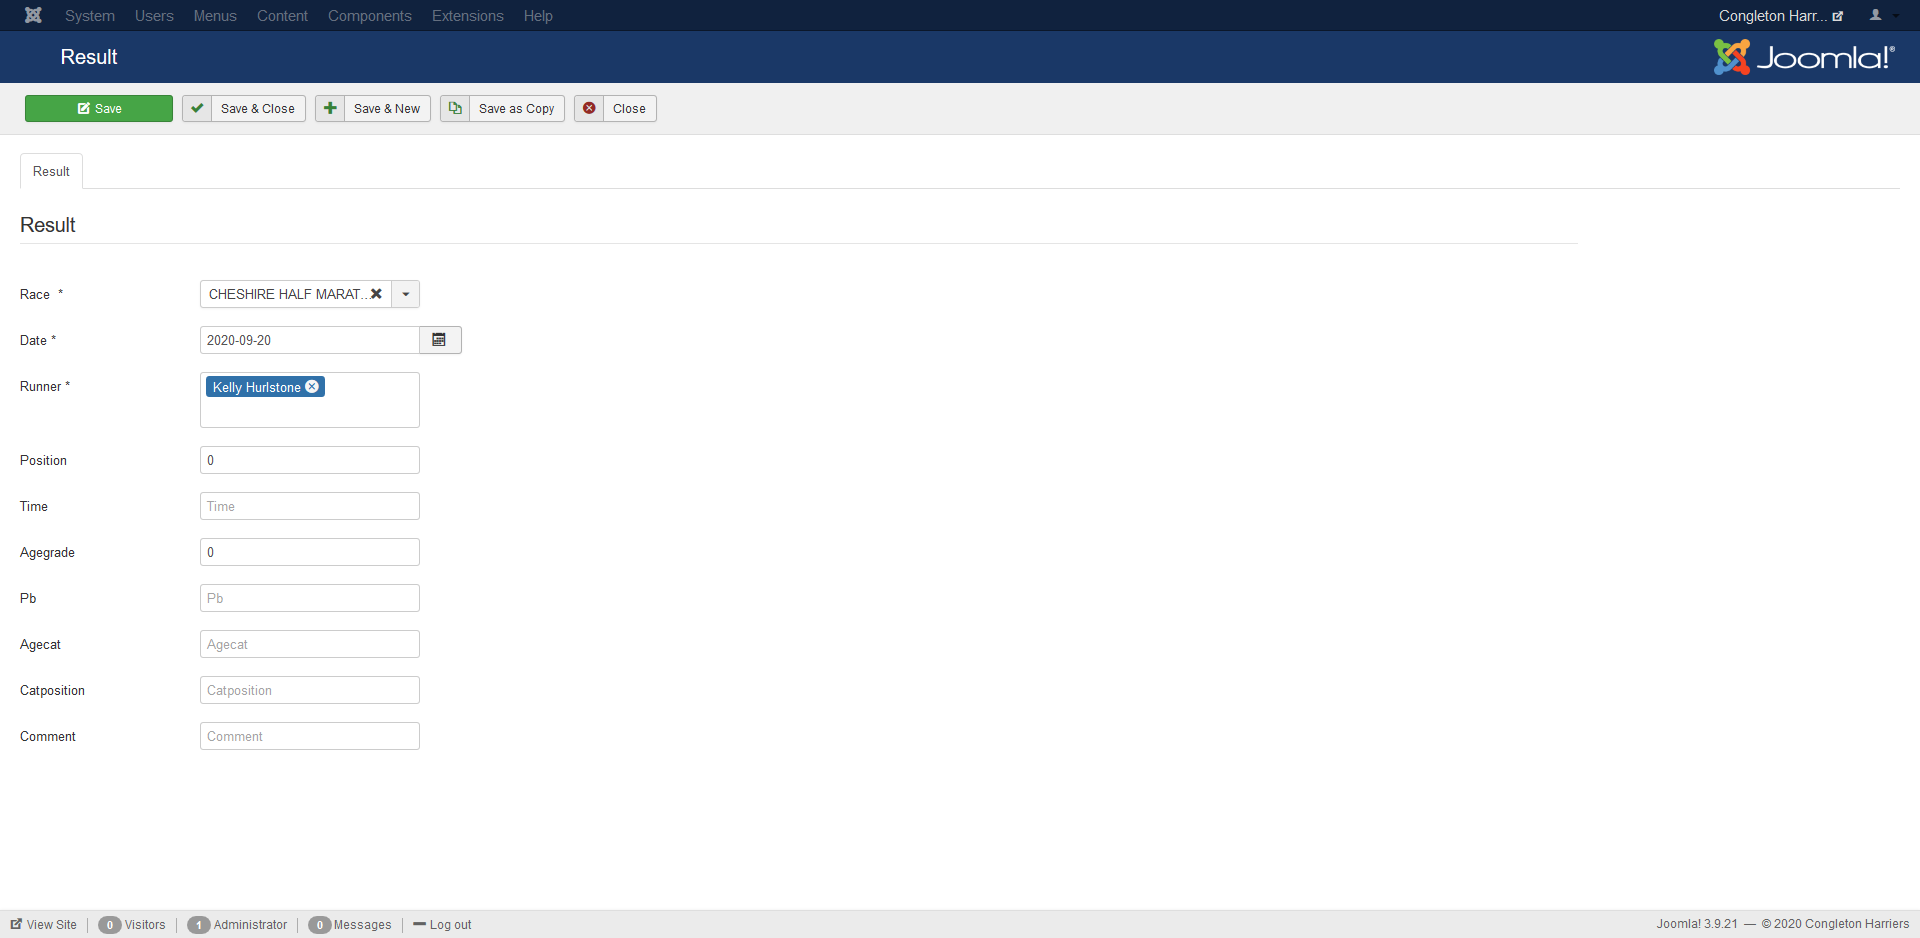 System Users Menus Content Components Extensions Help Congleton Harr...
Result Joomla!®
Save Save & Close Save & New Save as Copy Close
Result
Result
Race * CHESHIRE HALF MARAT...
Date * 2020-09-20
Runner * Kelly Hurlstone
Position 0
Time Time
Agegrade 0
Pb Pb
Agecat Agecat
Catposition Catposition
Comment Comment
View Site 0 Visitors 1 Administrator 0 Messages Log out Joomla! 3.9.21 — © 2020 Congleton Harriers